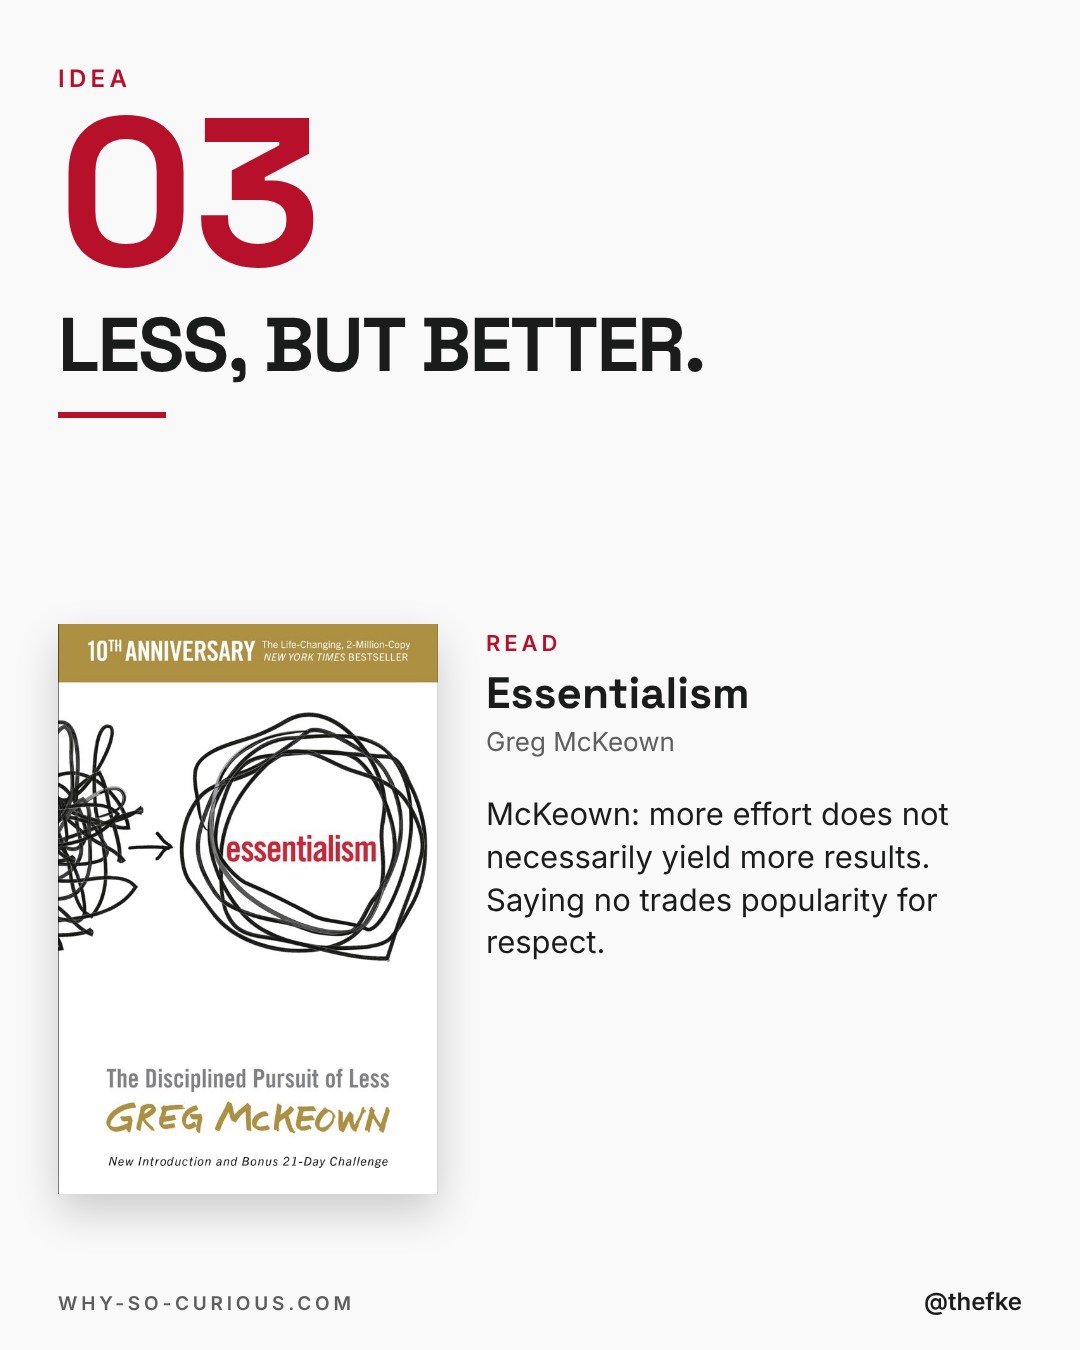 IDEA
03
LESS, BUT BETTER.
10TH ANNIVERSARY The Life-Changing, 2-Million-Copy
NEW YORK TIMES BESTSELLER
essentialism
The Disciplined Pursuit of Less
GREG McKEOWN
New Introduction and Bonus 21-Day Challenge
READ
Essentialism
Greg McKeown
McKeown: more effort does not
necessarily yield more results.
Saying no trades popularity for
respect.
WHY-SO-CURIOUS.COM
@thefke